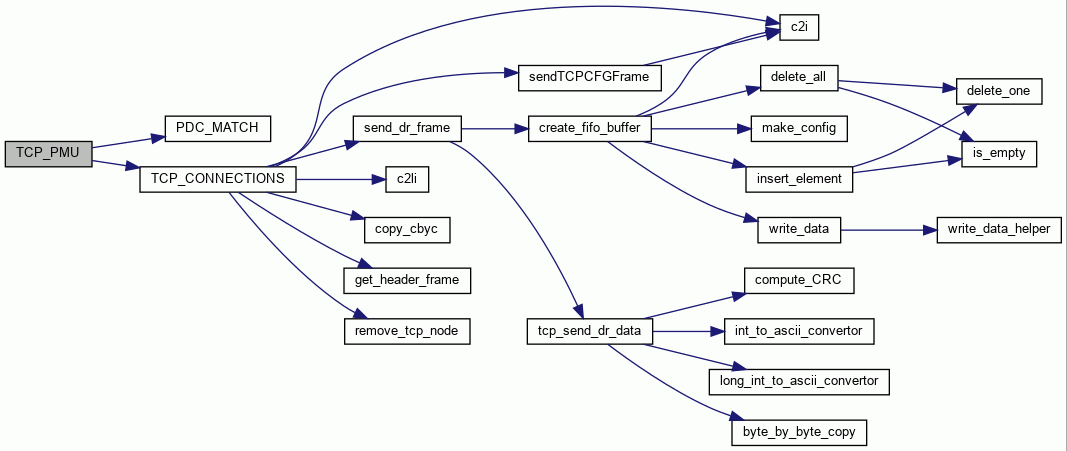 TCP_PMU
PDC_MATCH
TCP_CONNECTIONS
sendTCPCFGFrame
send_dr_frame
c2li
copy_cbyc
get_header_frame
remove_tcp_node
create_fifo_buffer
tcp_send_dr_data
c2i
delete_all
make_config
insert_element
write_data
compute_CRC
int_to_ascii_convertor
long_int_to_ascii_convertor
byte_by_byte_copy
delete_one
is_empty
write_data_helper